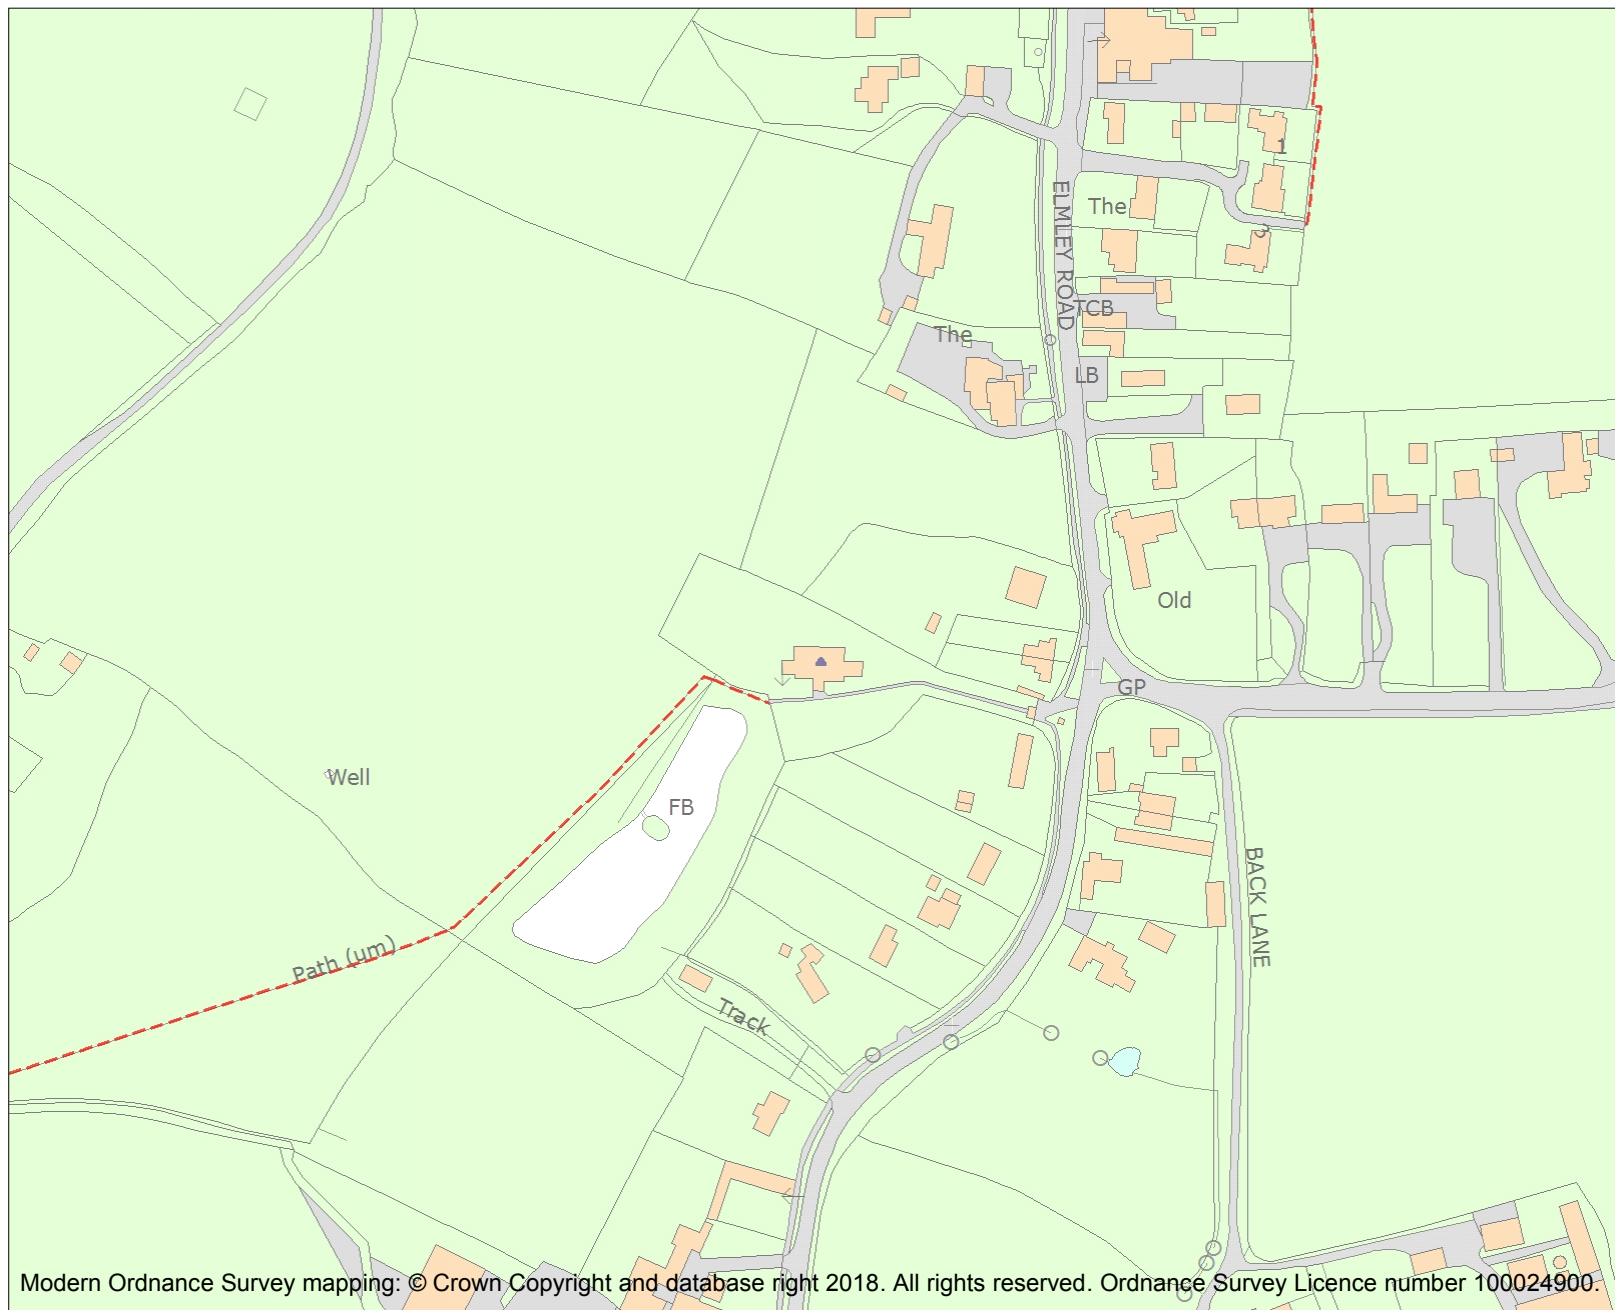 1
The
ELMLEY ROAD
3
TCB
The
LB
Old
GP
Well
FB
BACK LANE
Path (um)
Track
Modern Ordnance Survey mapping: © Crown Copyright and database right 2018. All rights reserved. Ordnance Survey Licence number 100024900.